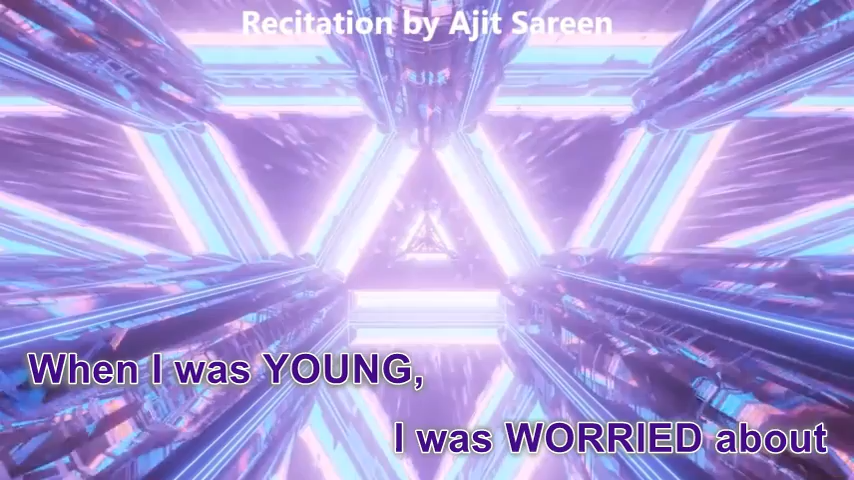 Recitation by Ajit Sareen
When I was YOUNG,
I was WORRIED about